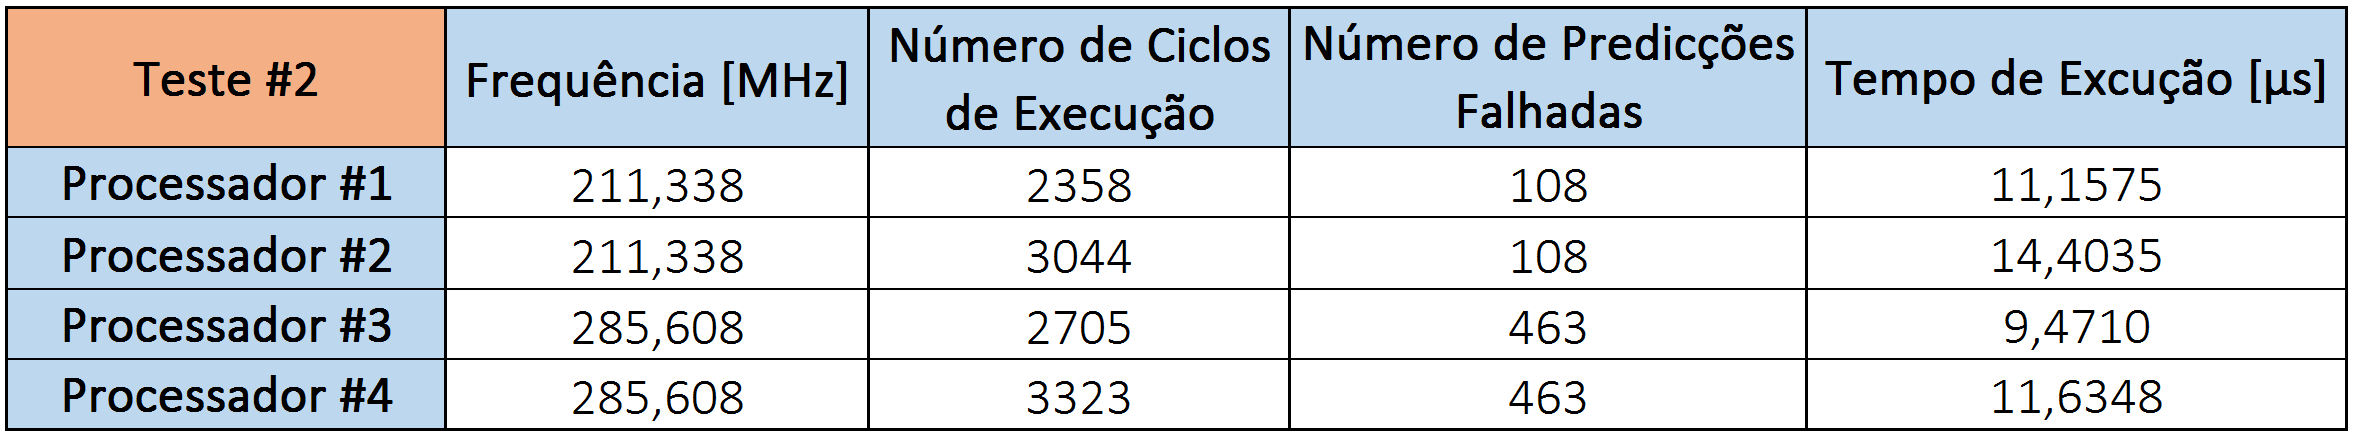 Teste #2
Frequência [MHz]
Número de Ciclos
de Execução
Número de Predicções
Falhadas
Tempo de Excução [µs]
Processador #1 211,338 2358 108 11,1575
Processador #2 211,338 3044 108 14,4035
Processador #3 285,608 2705 463 9,4710
Processador #4 285,608 3323 463 11,6348